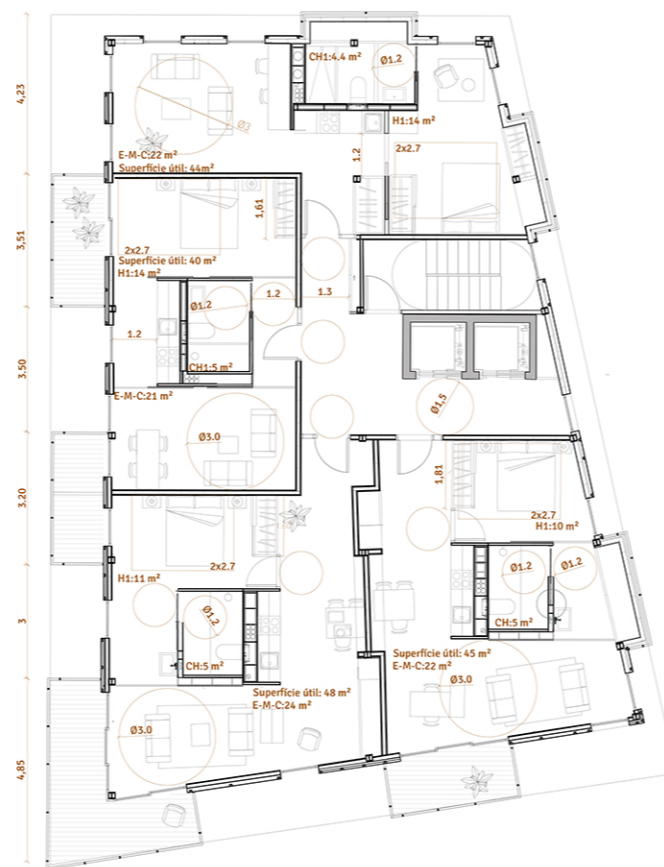 CH1:4.4 m²
Ø1.2
4,23
Ø3
H1:14 m²
E-M-C:22 m²
Superfície útil: 44m²
1.2
2x2.7
3,51
1,61
2x2.7
Superfície útil: 40 m²
H1:14 m²
Ø1.2
1.2
1.3
1.2
3.50
CH1:5 m²
E-M-C:21 m²
Ø1,5
Ø3.0
1,81
3.20
2x2.7
H1:10 m²
2x2.7
H1:11 m²
Ø1.2
Ø1.2
Ø1.2
3
CH:5 m²
CH:5 m²
Superfície útil: 45 m²
E-M-C:22 m²
Superfície útil: 48 m²
E-M-C:24 m²
Ø3.0
Ø3.0
4,85